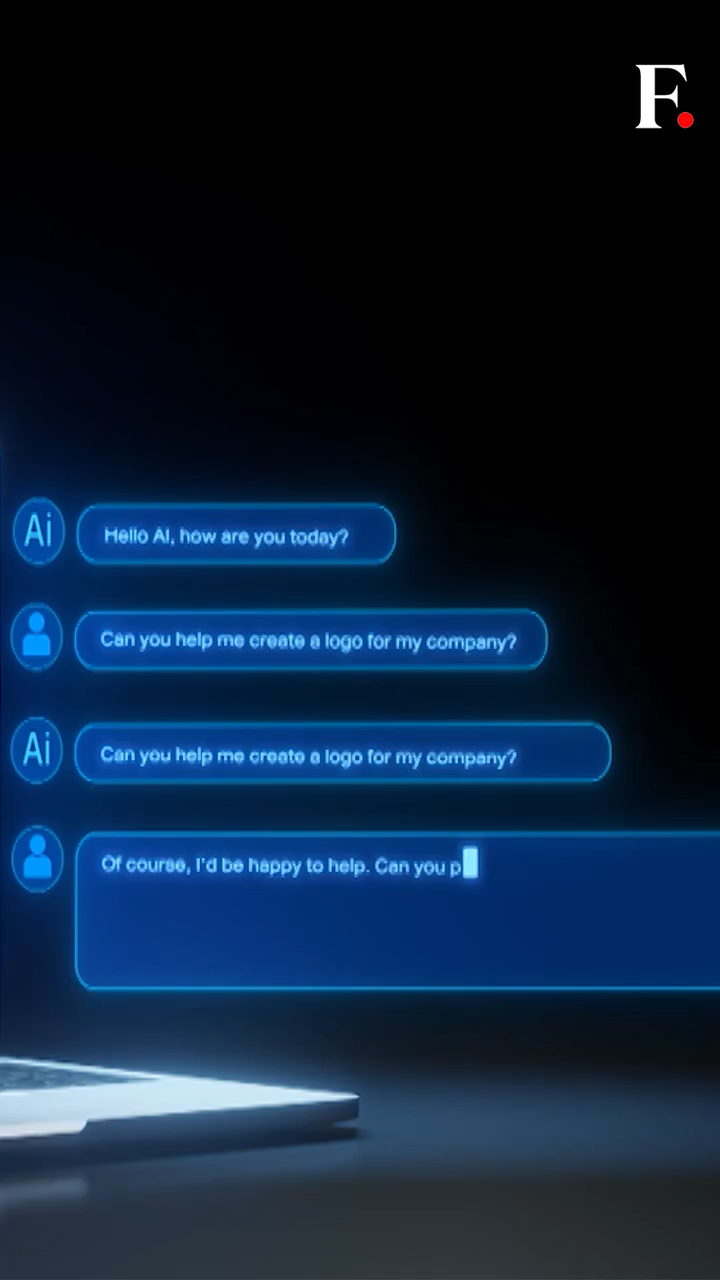 F.
Ai
Hello AI, how are you today?
Can you help me create a logo for my company?
Ai
Can you help me create a logo for my company?
Of course, I'd be happy to help. Can you p